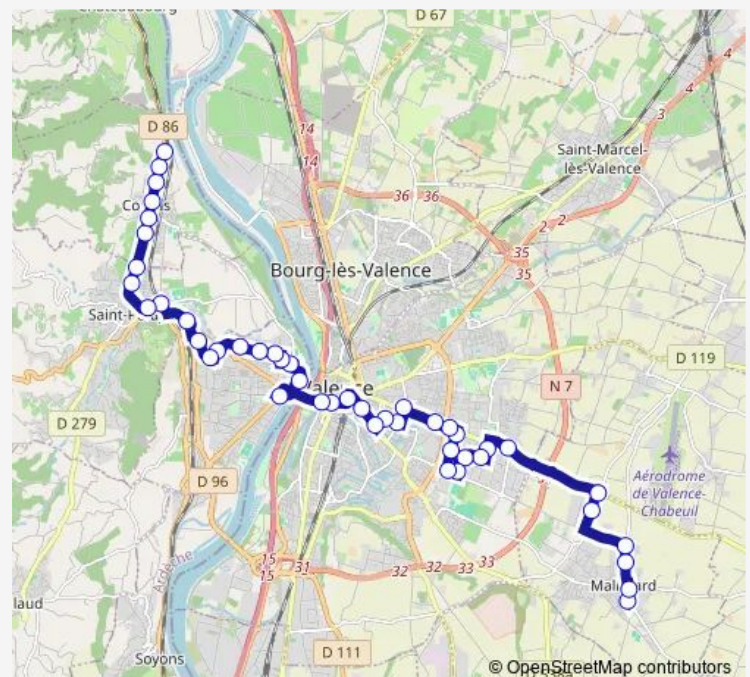 D 67
D 86
14
14
4
4
3
Saint-Marcel-
lès-Valence
36 36
2 2
35
35
Bourg-lès-Valence
D 119
N 7
D 279
Aérodrome
de Valence-
Chabeuil
D 96
Ardèche
15
15
31
32
32
33
33
laud
D 111
Soyons
© OpenStreetMap contributors